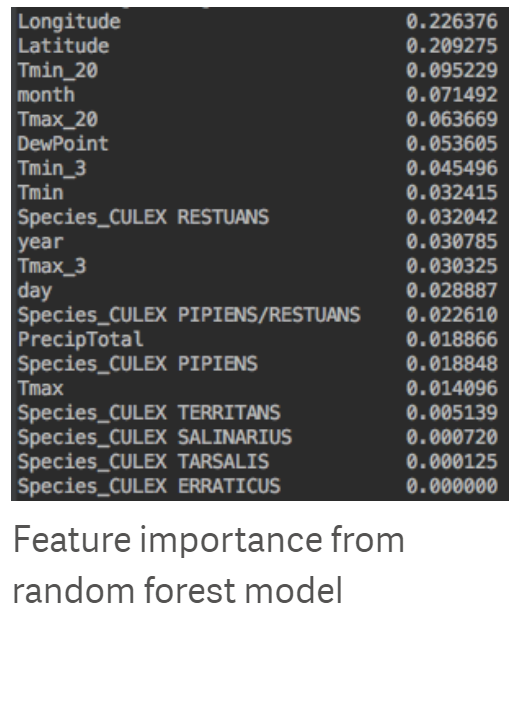 Longitude 0.226376
Latitude 0.209275
Tmin_20 0.095229
month 0.071492
Tmax_20 0.063669
DewPoint 0.053605
Tmin_3 0.045496
Tmin 0.032415
Species_CULEX RESTUANS 0.032042
year 0.030785
Tmax_3 0.030325
day 0.028887
Species_CULEX PIPIENS/RESTUANS 0.022610
PrecipTotal 0.018866
Species_CULEX PIPIENS 0.018848
Tmax 0.014096
Species_CULEX TERRITANS 0.005139
Species_CULEX SALINARIUS 0.000720
Species_CULEX TARSALIS 0.000125
Species_CULEX ERRATICUS 0.000000
Feature importance from
random forest model